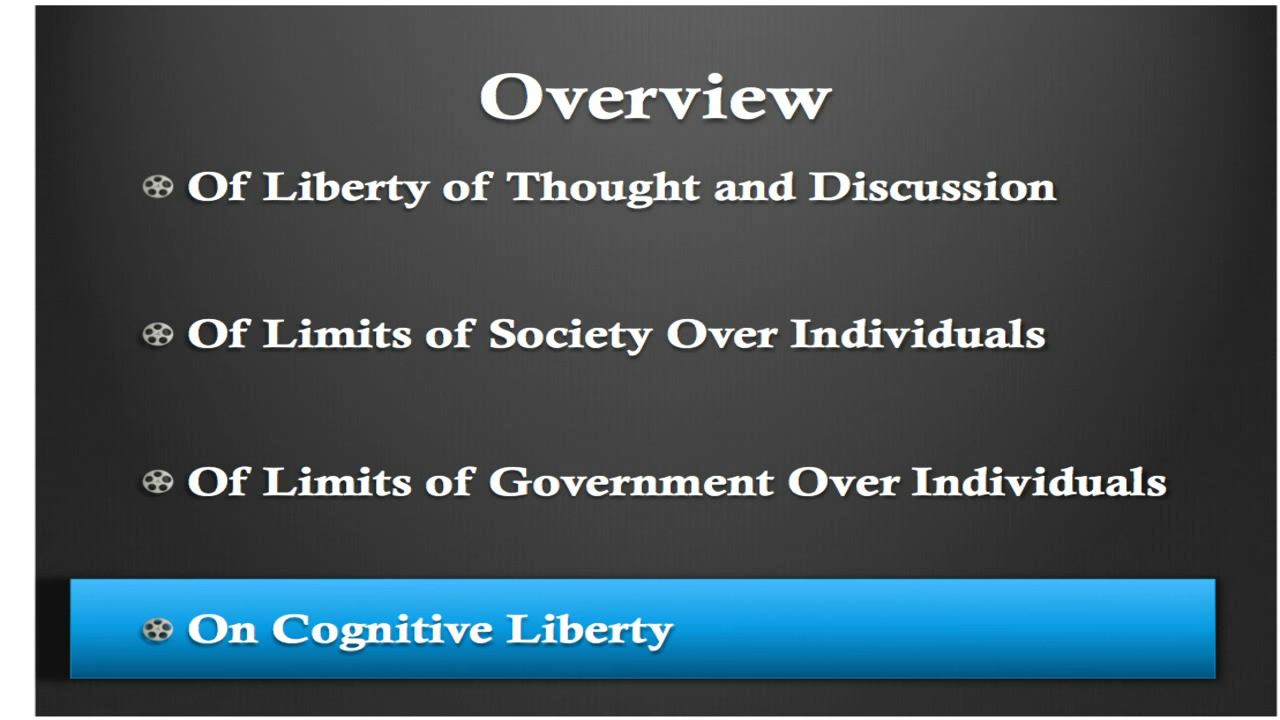 Overview
Of Liberty of Thought and Discussion
Of Limits of Society Over Individuals
Of Limits of Government Over Individuals
On Cognitive Liberty